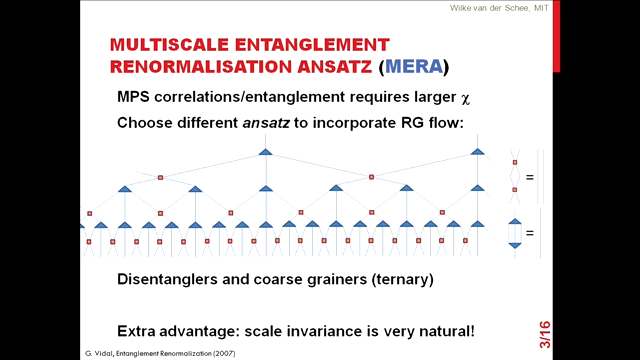 Wilke van der Schee, MIT
MULTISCALE ENTANGLEMENT
RENORMALISATION ANSATZ (MERA)
MPS correlations/entanglement requires larger χ
Choose different ansatz to incorporate RG flow:
=
=
Disentanglers and coarse grainers (ternary)
Extra advantage: scale invariance is very natural!
G. Vidal, Entanglement Renormalization (2007)
3/16